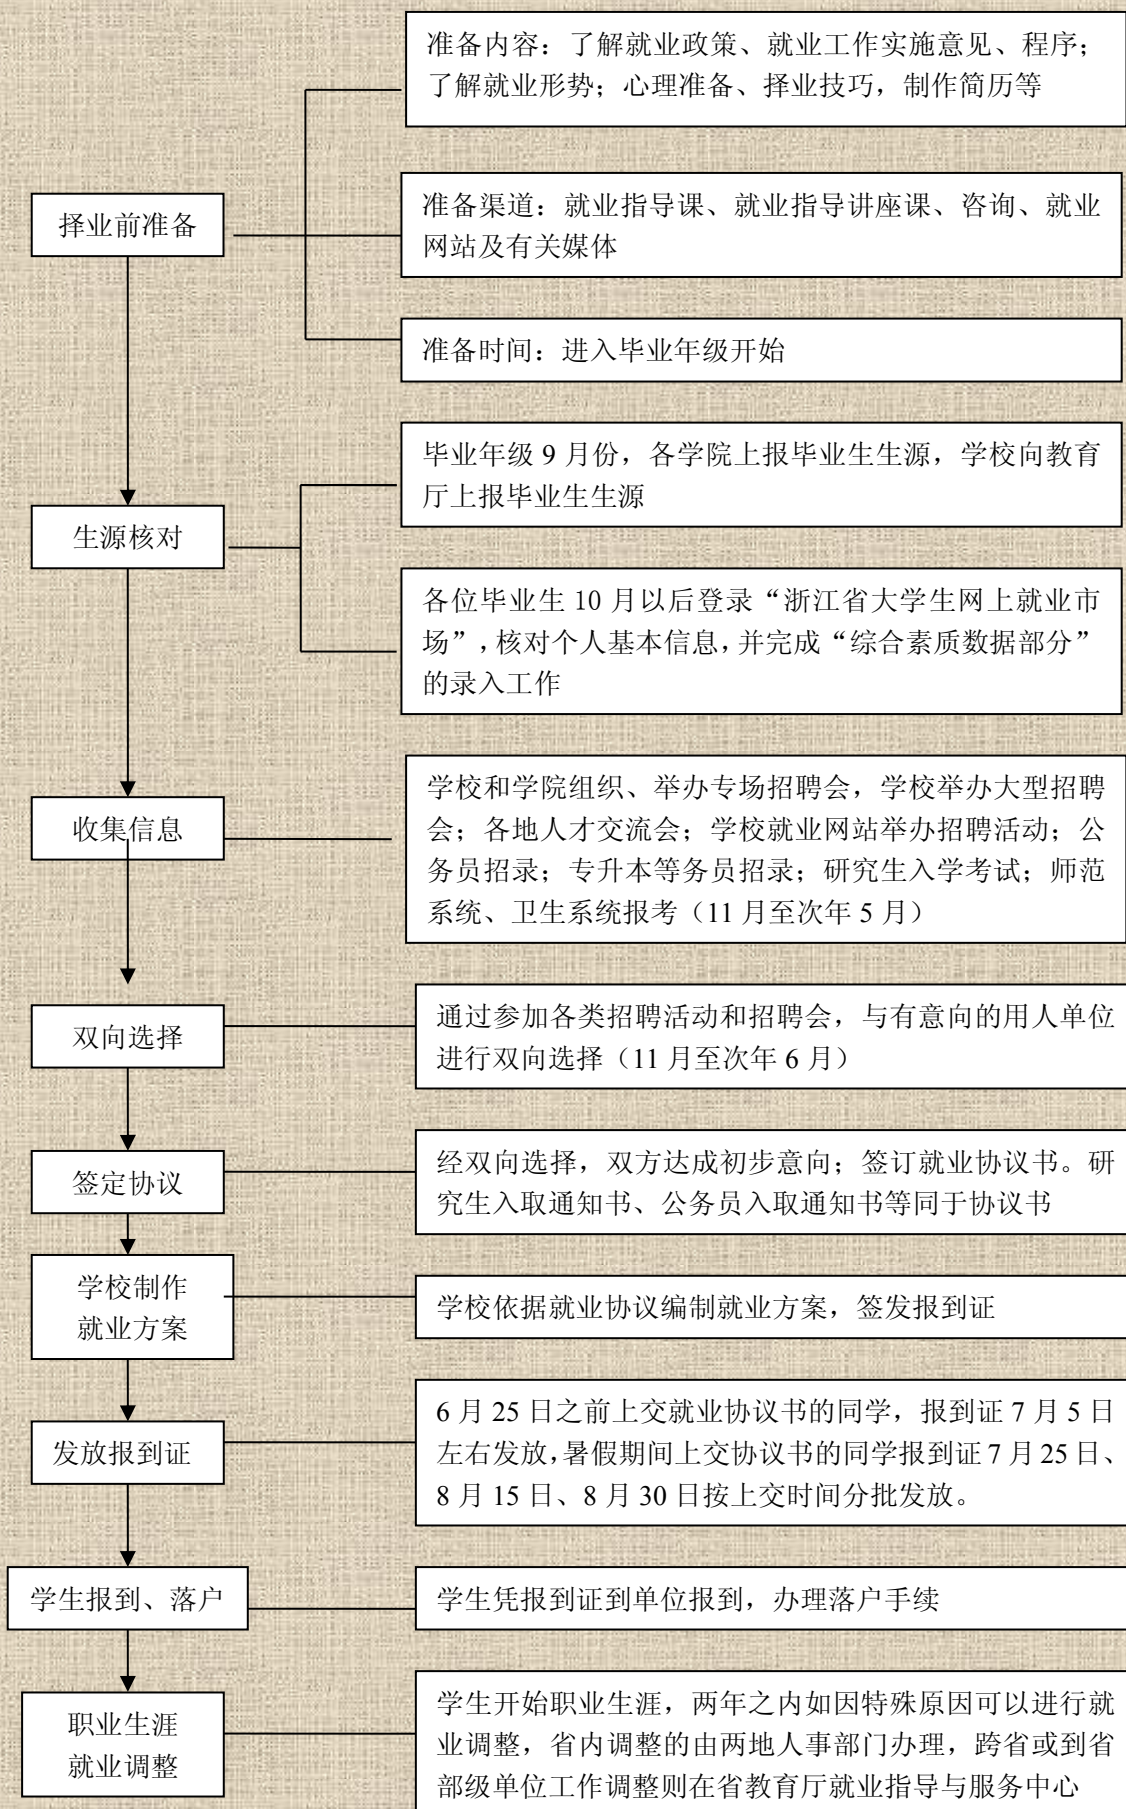 准备内容：了解就业政策、就业工作实施意见、程序；
了解就业形势；心理准备、择业技巧，制作简历等
择业前准备
准备渠道：就业指导课、就业指导讲座课、咨询、就业
网站及有关媒体
准备时间：进入毕业年级开始
毕业年级 9 月份，各学院上报毕业生生源，学校向教育
厅上报毕业生生源
生源核对
各位毕业生 10 月以后登录“浙江省大学生网上就业市
场”，核对个人基本信息，并完成“综合素质数据部分”
的录入工作
收集信息
学校和学院组织、举办专场招聘会，学校举办大型招聘
会；各地人才交流会；学校就业网站举办招聘活动；公
务员招录；专升本等务员招录；研究生入学考试；师范
系统、卫生系统报考（11 月至次年 5 月）
双向选择
通过参加各类招聘活动和招聘会，与有意向的用人单位
进行双向选择（11 月至次年 6 月）
签定协议
经双向选择，双方达成初步意向；签订就业协议书。研
究生入取通知书、公务员入取通知书等同于协议书
学校制作
就业方案
学校依据就业协议编制就业方案，签发报到证
发放报到证
6 月 25 日之前上交就业协议书的同学，报到证 7 月 5 日
左右发放，暑假期间上交协议书的同学报到证 7 月 25 日、
8 月 15 日、8 月 30 日按上交时间分批发放。
学生报到、落户
学生凭报到证到单位报到，办理落户手续
职业生涯
就业调整
学生开始职业生涯，两年之内如因特殊原因可以进行就
业调整，省内调整的由两地人事部门办理，跨省或到省
部级单位工作调整则在省教育厅就业指导与服务中心